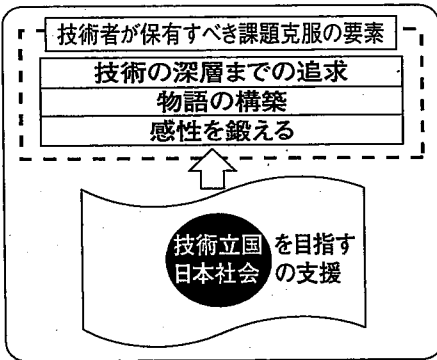 技術者が保有すべき課題克服の要素
技術の深層までの追求
物語の構築
感性を鍛える
技術立国を目指す
日本社会の支援